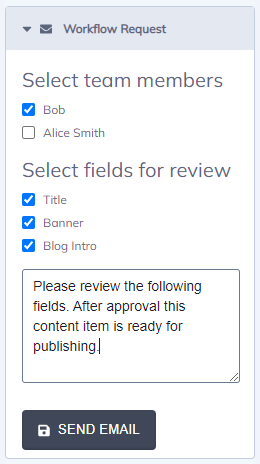 Workflow Request
Select team members
Bob
Alice Smith
Select fields for review
Title
Banner
Blog Intro
Please review the following
fields. After approval this
content item is ready for
publishing.
SEND EMAIL